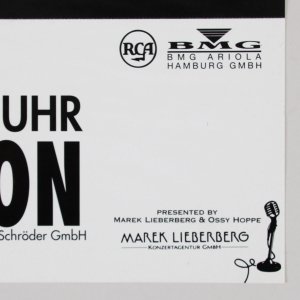 RCA
BMG
BMG ARIOLA
HAMBURG GMBH
UHR
ON
Schröder GmbH
PRESENTED BY
MAREK LIEBERBERG & OSSY HOPPE
MAREK LIEBERBERG
KONZERTAGENTUR GMBH